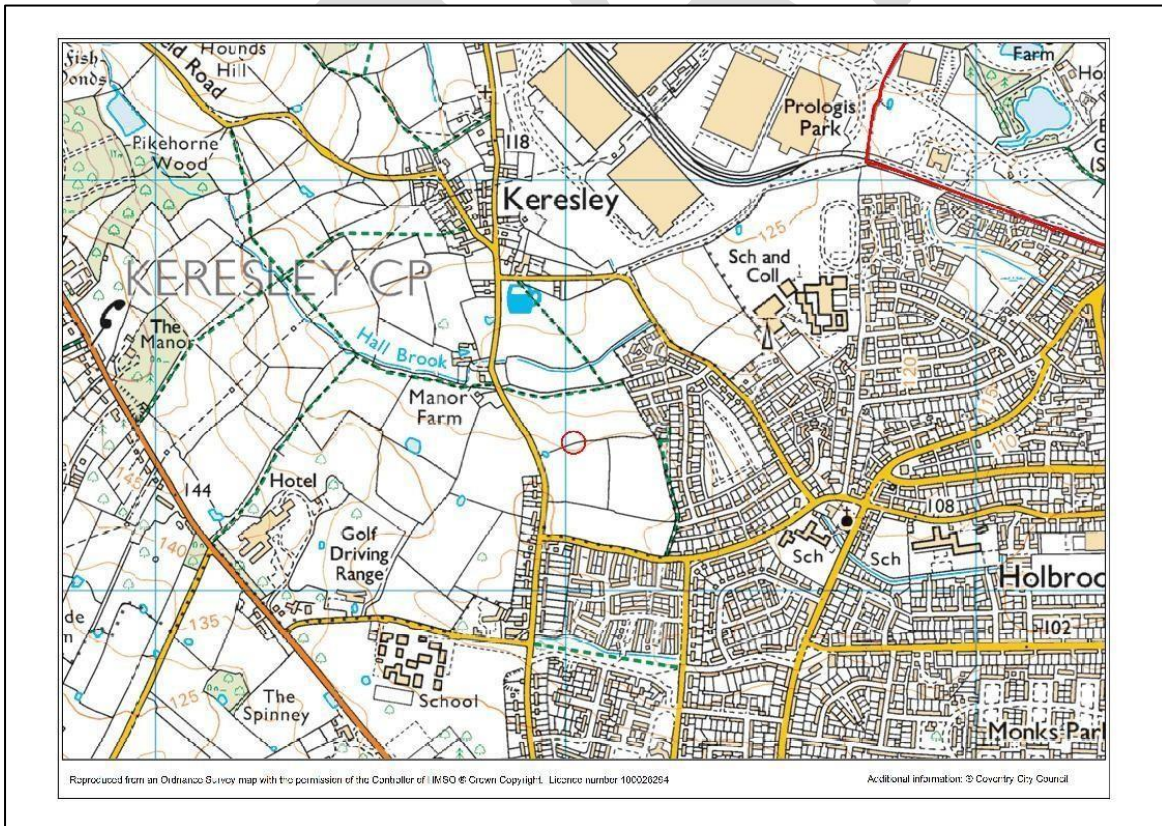 Fish
Hounds
Hill
Road
Pikehorne
Wood
118
Keresley
Prologis
Park
Farm
125
Sch and
Coll
KERESLEY CP
The
Manor
Hall Brook
Manor
Farm
120
115
110
145
144
Hotel
140
Golf
Driving
Range
108
Sch
Sch
Holbroo
135
102
125
The
Spinney
School
Monks Parl
Reproduced from an Ordnance Survey map with the permission of the Controller of HMSO © Crown Copyright. Licence number 100026294
Additional information: © Coventry City Council